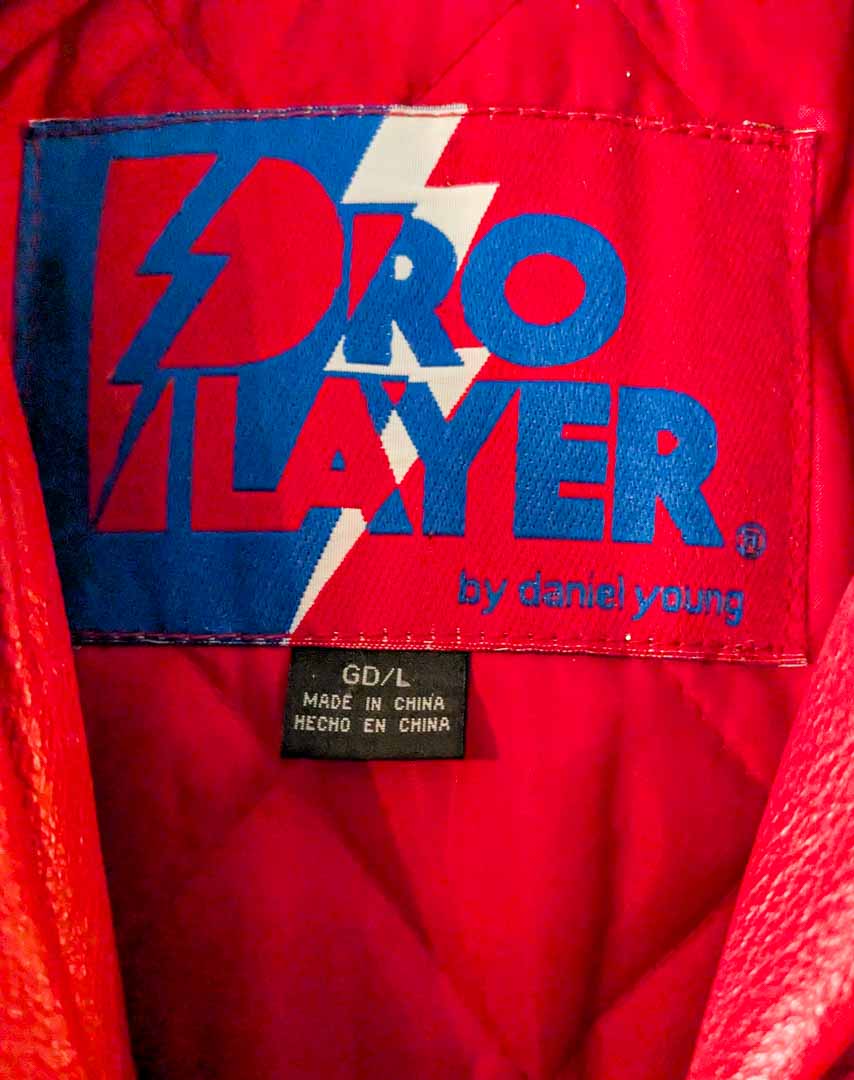 PRO
PLAYER®
by daniel young
GD/L
MADE IN CHINA
HECHO EN CHINA